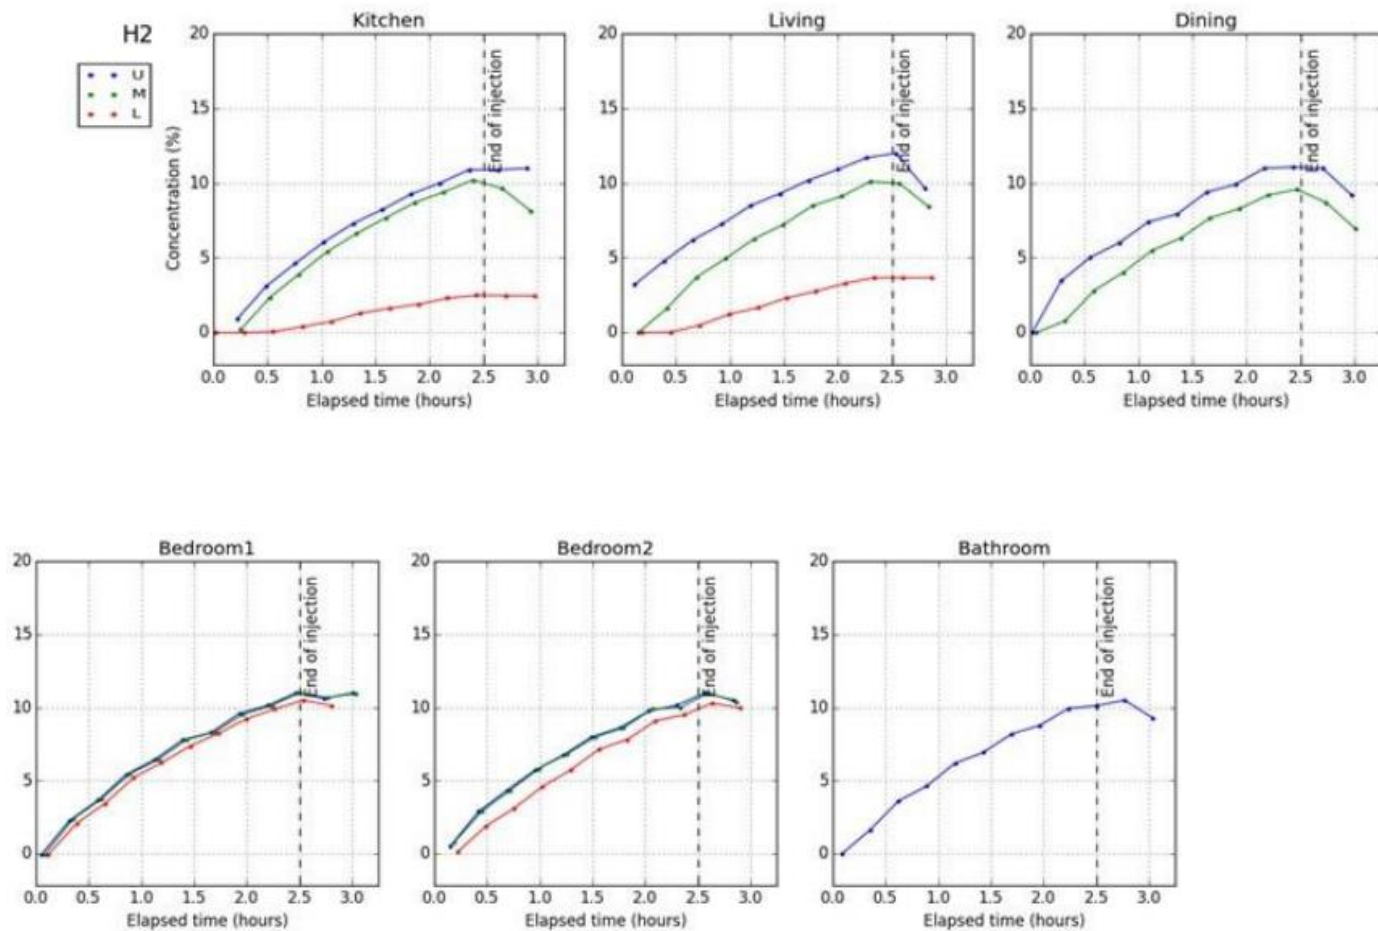 H2
U
M
L
Kitchen
20
15
10
5
0
Concentration (%)
End of injection
0.0 0.5 1.0 1.5 2.0 2.5 3.0
Elapsed time (hours)
Living
20
15
10
5
0
End of injection
0.0 0.5 1.0 1.5 2.0 2.5 3.0
Elapsed time (hours)
Dining
20
15
10
5
0
End of injection
0.0 0.5 1.0 1.5 2.0 2.5 3.0
Elapsed time (hours)
Bedroom1
20
15
10
5
0
End of injection
0.0 0.5 1.0 1.5 2.0 2.5 3.0
Elapsed time (hours)
Bedroom2
20
15
10
5
0
End of injection
0.0 0.5 1.0 1.5 2.0 2.5 3.0
Elapsed time (hours)
Bathroom
20
15
10
5
0
End of injection
0.0 0.5 1.0 1.5 2.0 2.5 3.0
Elapsed time (hours)